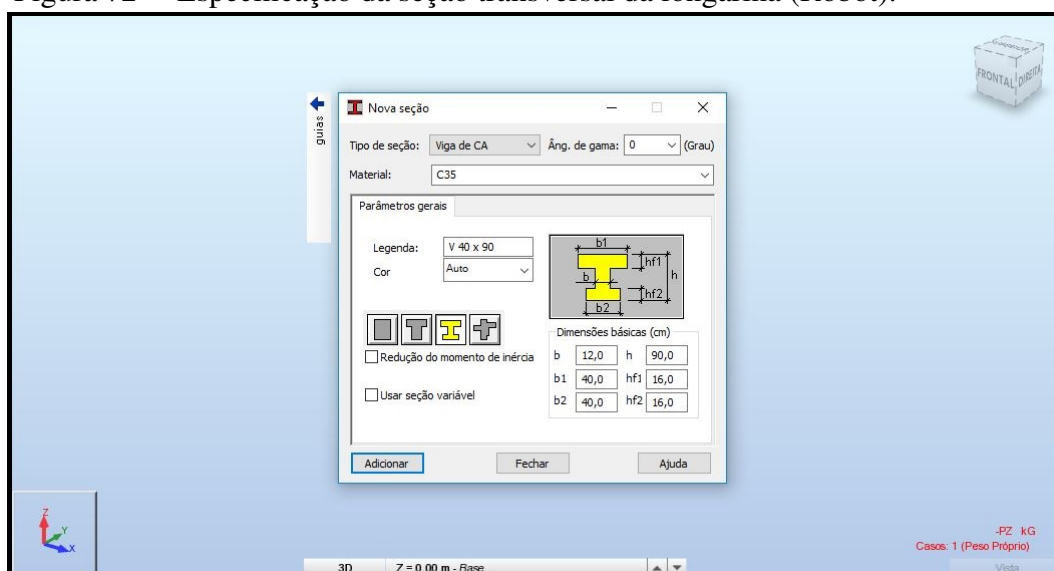 Figura 72 – Especificação da seção transversal da longarina (Robot).
FRONTAL DIREITA
guias
Nova seção
Tipo de seção: Viga de CA Âng. de gama: 0 (Grau)
Material: C35
Parâmetros gerais
Legenda: V 40 x 90
Cor Auto
b1
hf1
b
h
hf2
b2
Redução do momento de inércia
Usar seção variável
Dimensões básicas (cm)
b 12,0 h 90,0
b1 40,0 hf1 16,0
b2 40,0 hf2 16,0
Adicionar Fechar Ajuda
Z
Y
X
-PZ kG
Casos: 1 (Peso Próprio)
3D Z = 0,00 m - Base
Vista